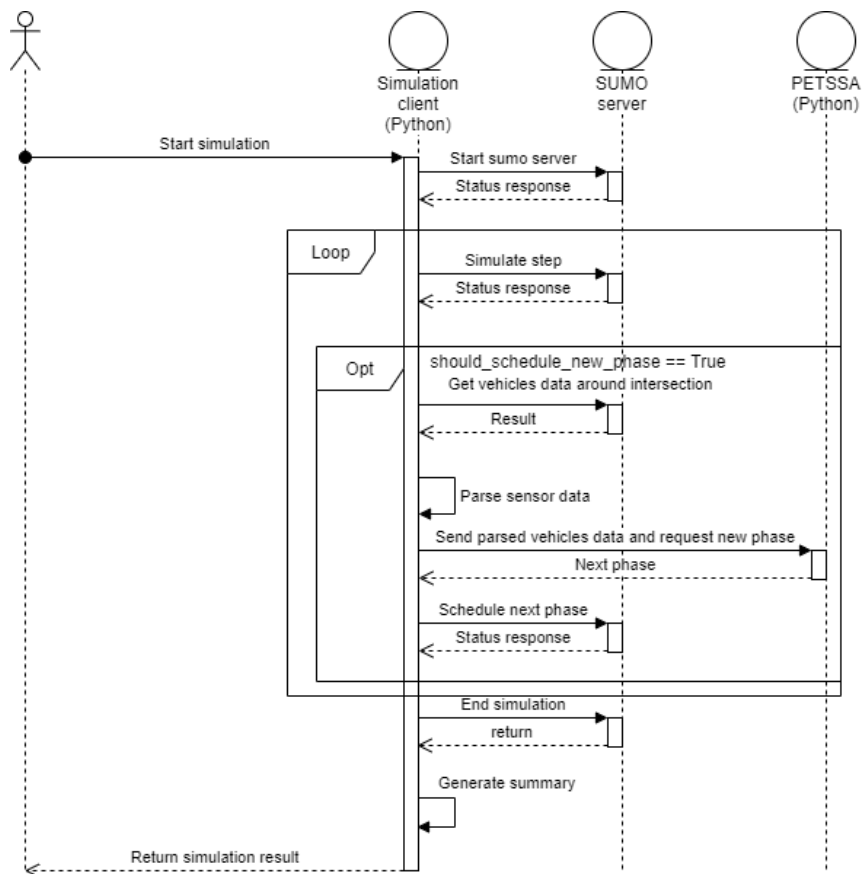 Simulation
client
(Python)
SUMO
server
PETSSA
(Python)
Start simulation
Start sumo server
Status response
Loop
Simulate step
Status response
Opt
should_schedule_new_phase == True
Get vehicles data around intersection
Result
Parse sensor data
Send parsed vehicles data and request new phase
Next phase
Schedule next phase
Status response
End simulation
return
Generate summary
Return simulation result